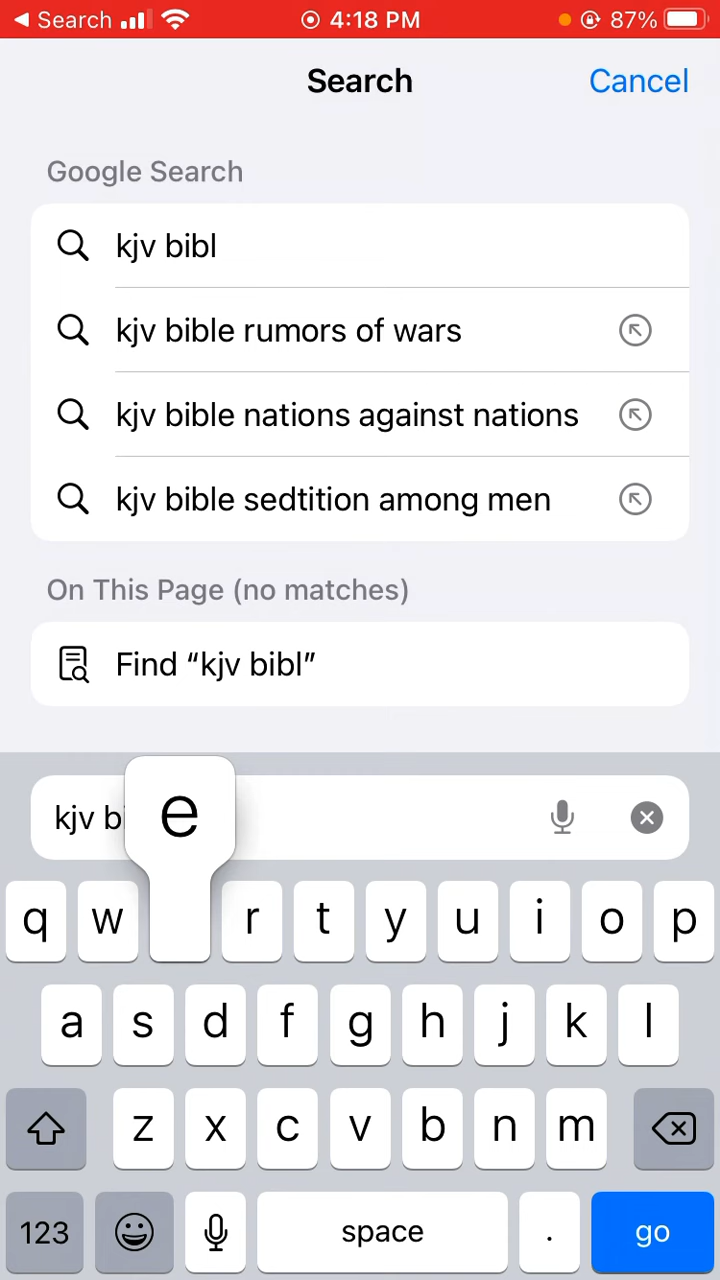 Search 4:18 PM 87%
Search Cancel
Google Search
kjv bibl
kjv bible rumors of wars
kjv bible nations against nations
kjv bible sedtition among men
On This Page (no matches)
Find “kjv bibl”
kjv b e
q w r t y u i o p
a s d f g h j k l
z x c v b n m
123 space . go